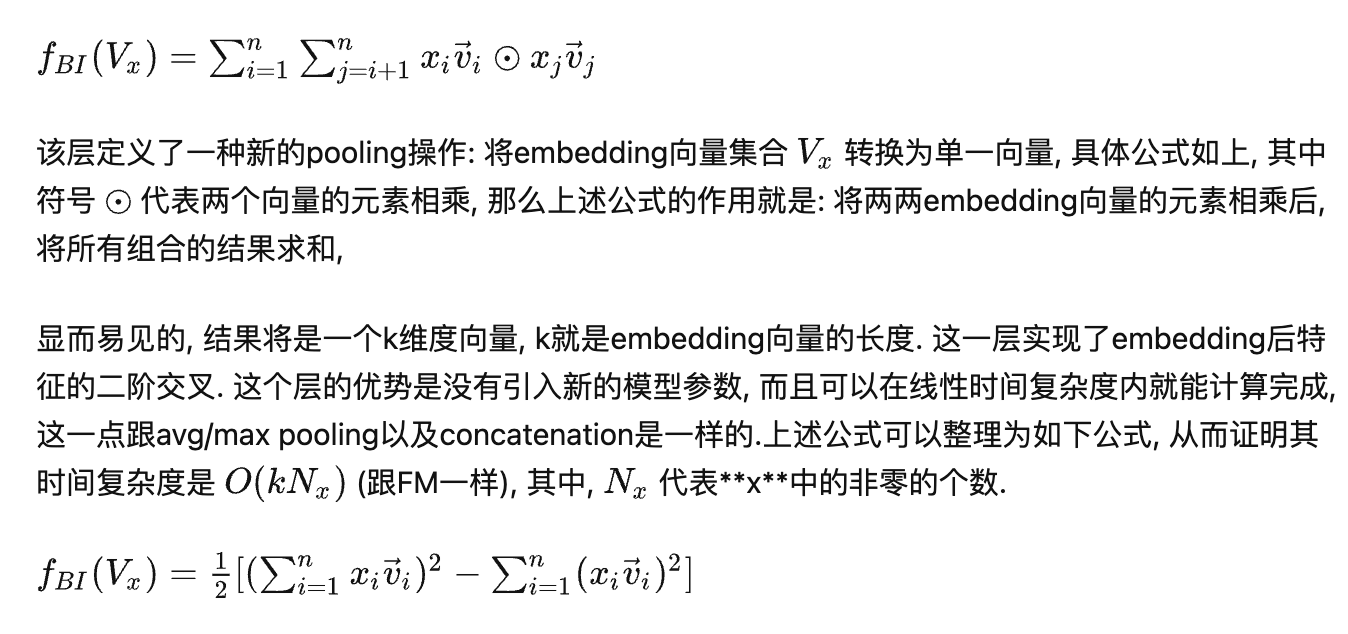 $f_{BI}(V_x) = \sum_{i=1}^{n} \sum_{j=i+1}^{n} x_i \vec{v}_i \odot x_j \vec{v}_j$
该层定义了一种新的pooling操作: 将embedding向量集合 $V_x$ 转换为单一向量, 具体公式如上, 其中
符号 ⊙ 代表两个向量的元素相乘, 那么上述公式的作用就是: 将两两embedding向量的元素相乘后,
将所有组合的结果求和,
显而易见的, 结果将是一个k维度向量, k就是embedding向量的长度. 这一层实现了embedding后特
征的二阶交叉. 这个层的优势是没有引入新的模型参数, 而且可以在线性时间复杂度内就能计算完成,
这一点跟avg/max pooling以及concatenation是一样的.上述公式可以整理为如下公式, 从而证明其
时间复杂度是 $O(kN_x)$ (跟FM一样), 其中, $N_x$ 代表**x**中的非零的个数.
$f_{BI}(V_x) = \frac{1}{2}[(\sum_{i=1}^{n} x_i \vec{v}_i)^2 - \sum_{i=1}^{n} (x_i \vec{v}_i)^2]$